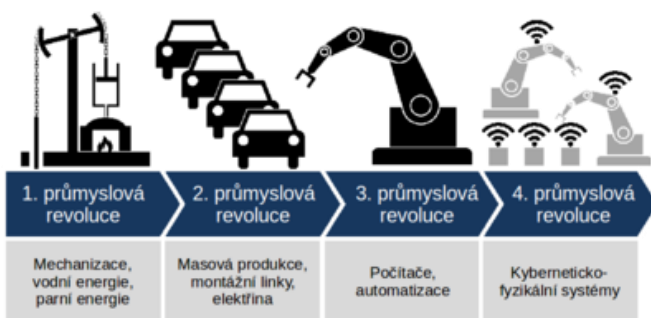 1. průmyslová
revoluce
2. průmyslová
revoluce
3. průmyslová
revoluce
4. průmyslová
revoluce
Mechanizace,
vodní energie,
parní energie
Masová produkce,
montážní linky,
elektřina
Počítače,
automatizace
Kyberneticko-
fyzikální systémy